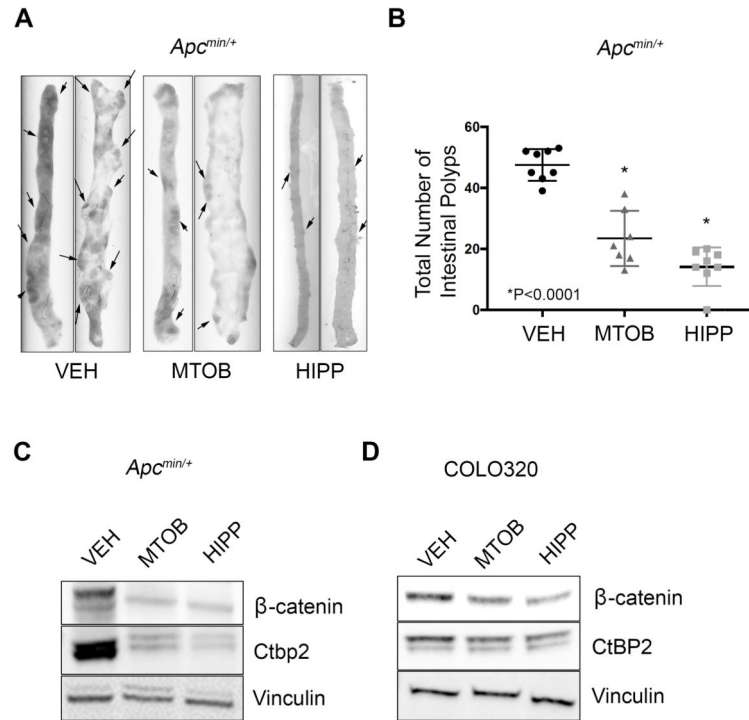 A
Apcmin/+
VEH
MTOB
HIPP
B
Apcmin/+
Total Number of
Intestinal Polyps
60
40
20
0
*
*
*P<0.0001
VEH
MTOB
HIPP
C
Apcmin/+
VEH
MTOB
HIPP
β-catenin
Ctbp2
Vinculin
D
COLO320
VEH
MTOB
HIPP
β-catenin
CtBP2
Vinculin